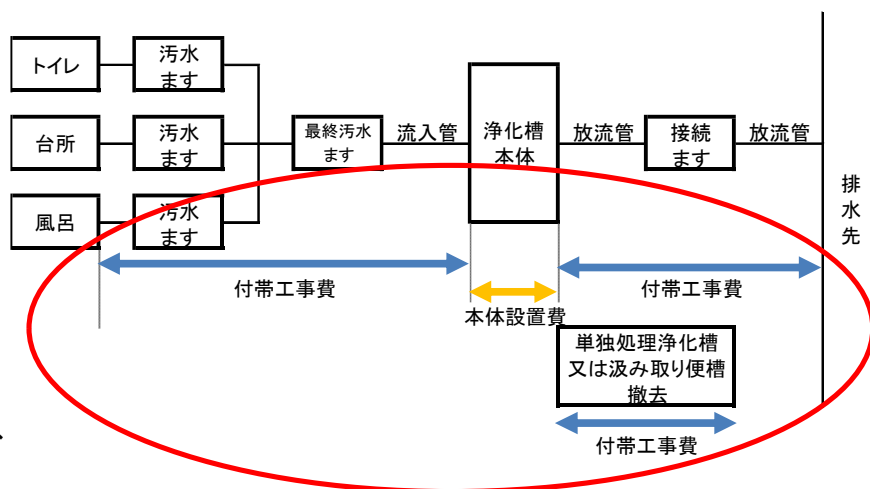 トイレ
汚水
ます
台所
汚水
ます
風呂
汚水
ます
最終汚水
ます
流入管
浄化槽
本体
放流管
接続
ます
放流管
排水先
付帯工事費
本体設置費
付帯工事費
単独処理浄化槽
又は汲み取り便槽
撤去
付帯工事費
、